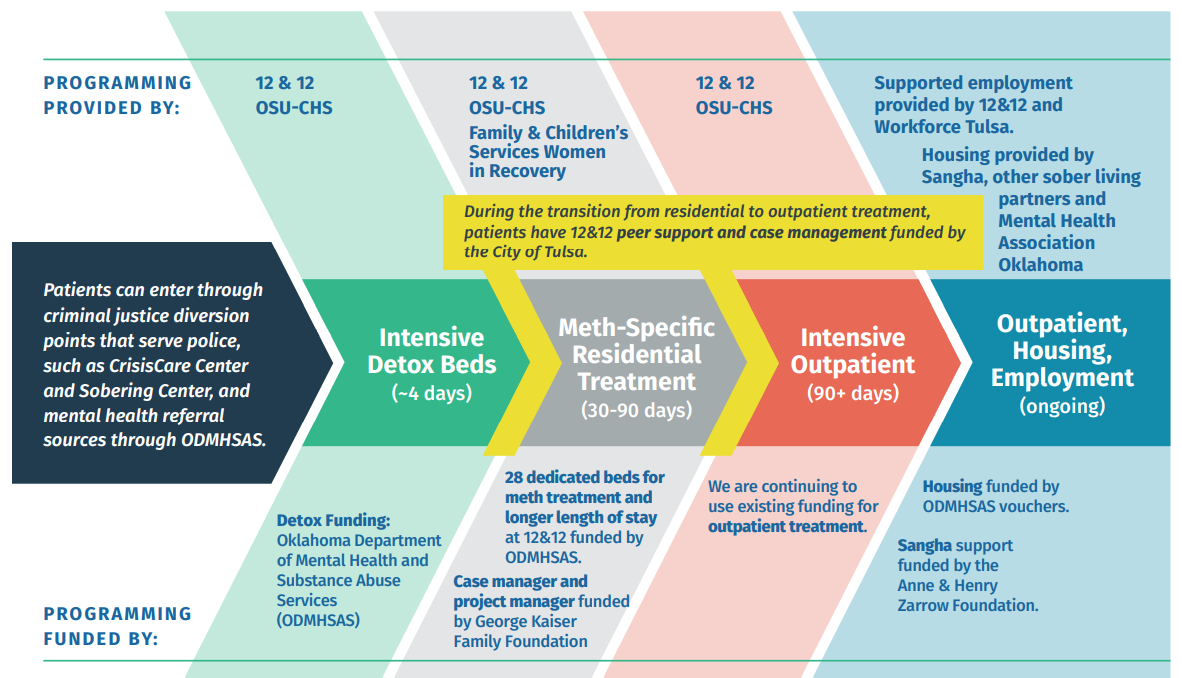 PROGRAMMING
PROVIDED BY:
12 & 12
OSU-CHS
12 & 12
OSU-CHS
Family & Children's
Services Women
in Recovery
12 & 12
OSU-CHS
Supported employment
provided by 12&12 and
Workforce Tulsa.
Housing provided by
Sangha, other sober living
partners and
Mental Health
Association
Oklahoma
During the transition from residential to outpatient treatment,
patients have 12&12 peer support and case management funded by
the City of Tulsa.
Patients can enter through
criminal justice diversion
points that serve police,
such as CrisisCare Center
and Sobering Center, and
mental health referral
sources through ODMHSAS.
Intensive
Detox Beds
(~4 days)
Meth-Specific
Residential
Treatment
(30-90 days)
Intensive
Outpatient
(90+ days)
Outpatient,
Housing,
Employment
(ongoing)
PROGRAMMING
FUNDED BY:
Detox Funding:
Oklahoma Department
of Mental Health and
Substance Abuse
Services
(ODMHSAS)
28 dedicated beds for
meth treatment and
longer length of stay
at 12&12 funded by
ODMHSAS.
Case manager and
project manager funded
by George Kaiser
Family Foundation
We are continuing to
use existing funding for
outpatient treatment.
Housing funded by
ODMHSAS vouchers.
Sangha support
funded by the
Anne & Henry
Zarrow Foundation.